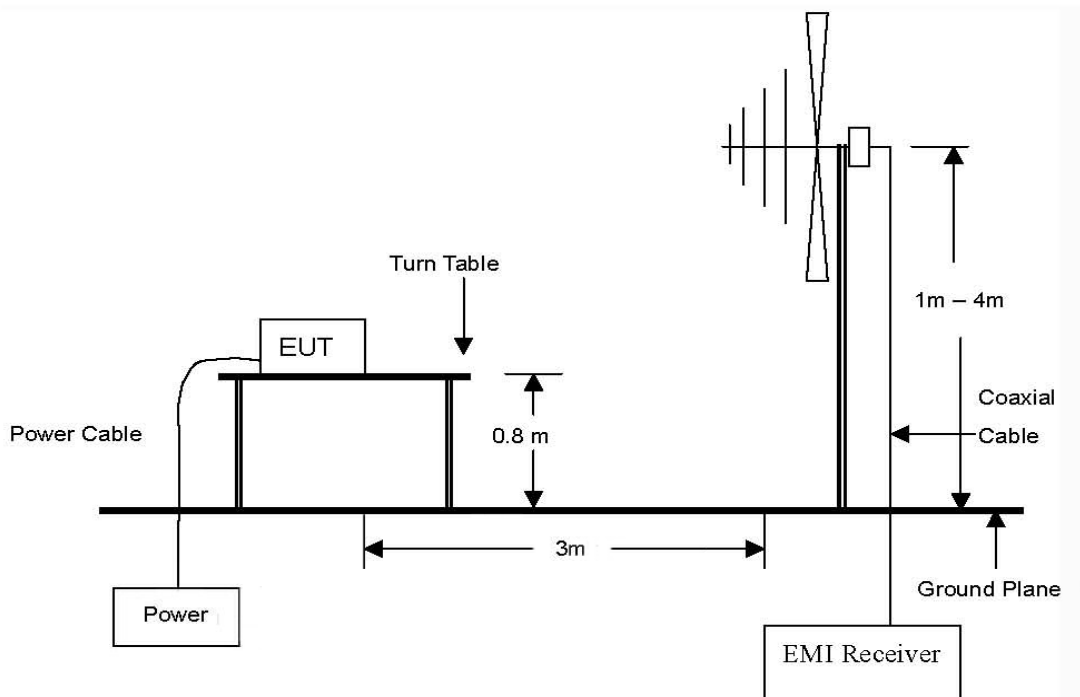 Turn Table
EUT
1m – 4m
Coaxial
Cable
Power Cable
0.8 m
3m
Ground Plane
Power
EMI Receiver